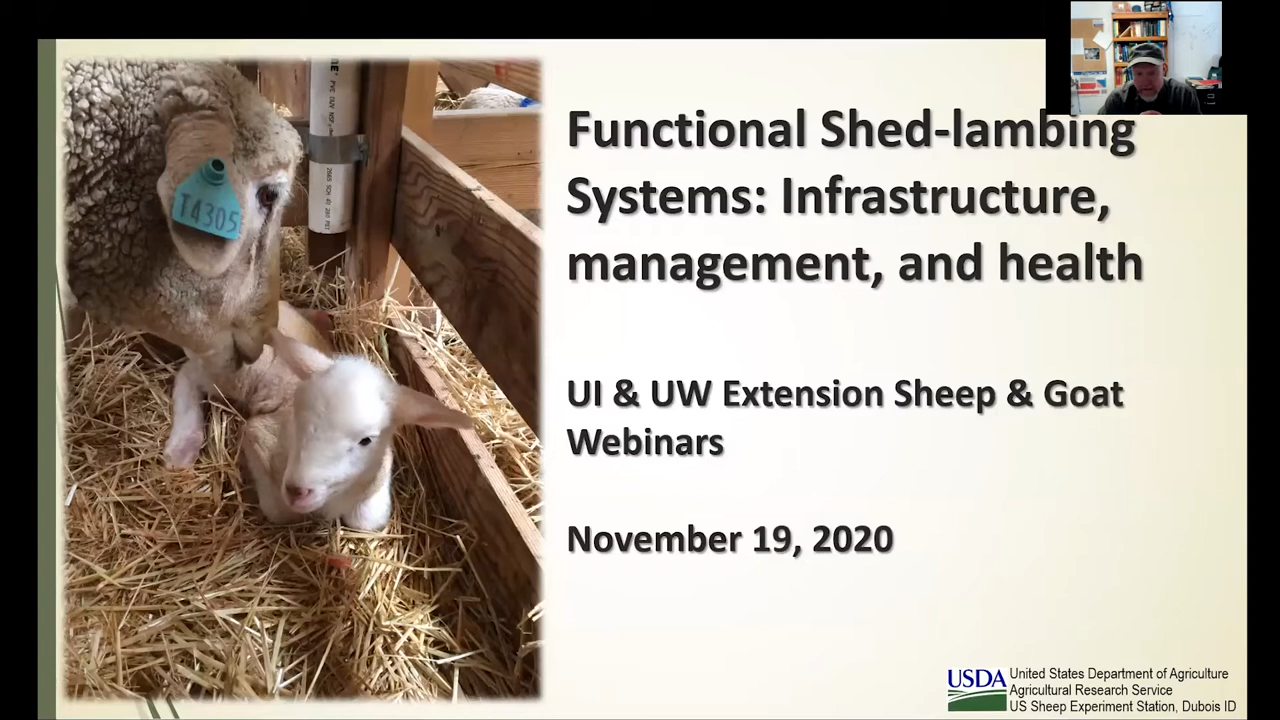 Functional Shed-lambing
Systems: Infrastructure,
management, and health
UI & UW Extension Sheep & Goat
Webinars
November 19, 2020
T4305
USDA
United States Department of Agriculture
Agricultural Research Service
US Sheep Experiment Station, Dubois ID